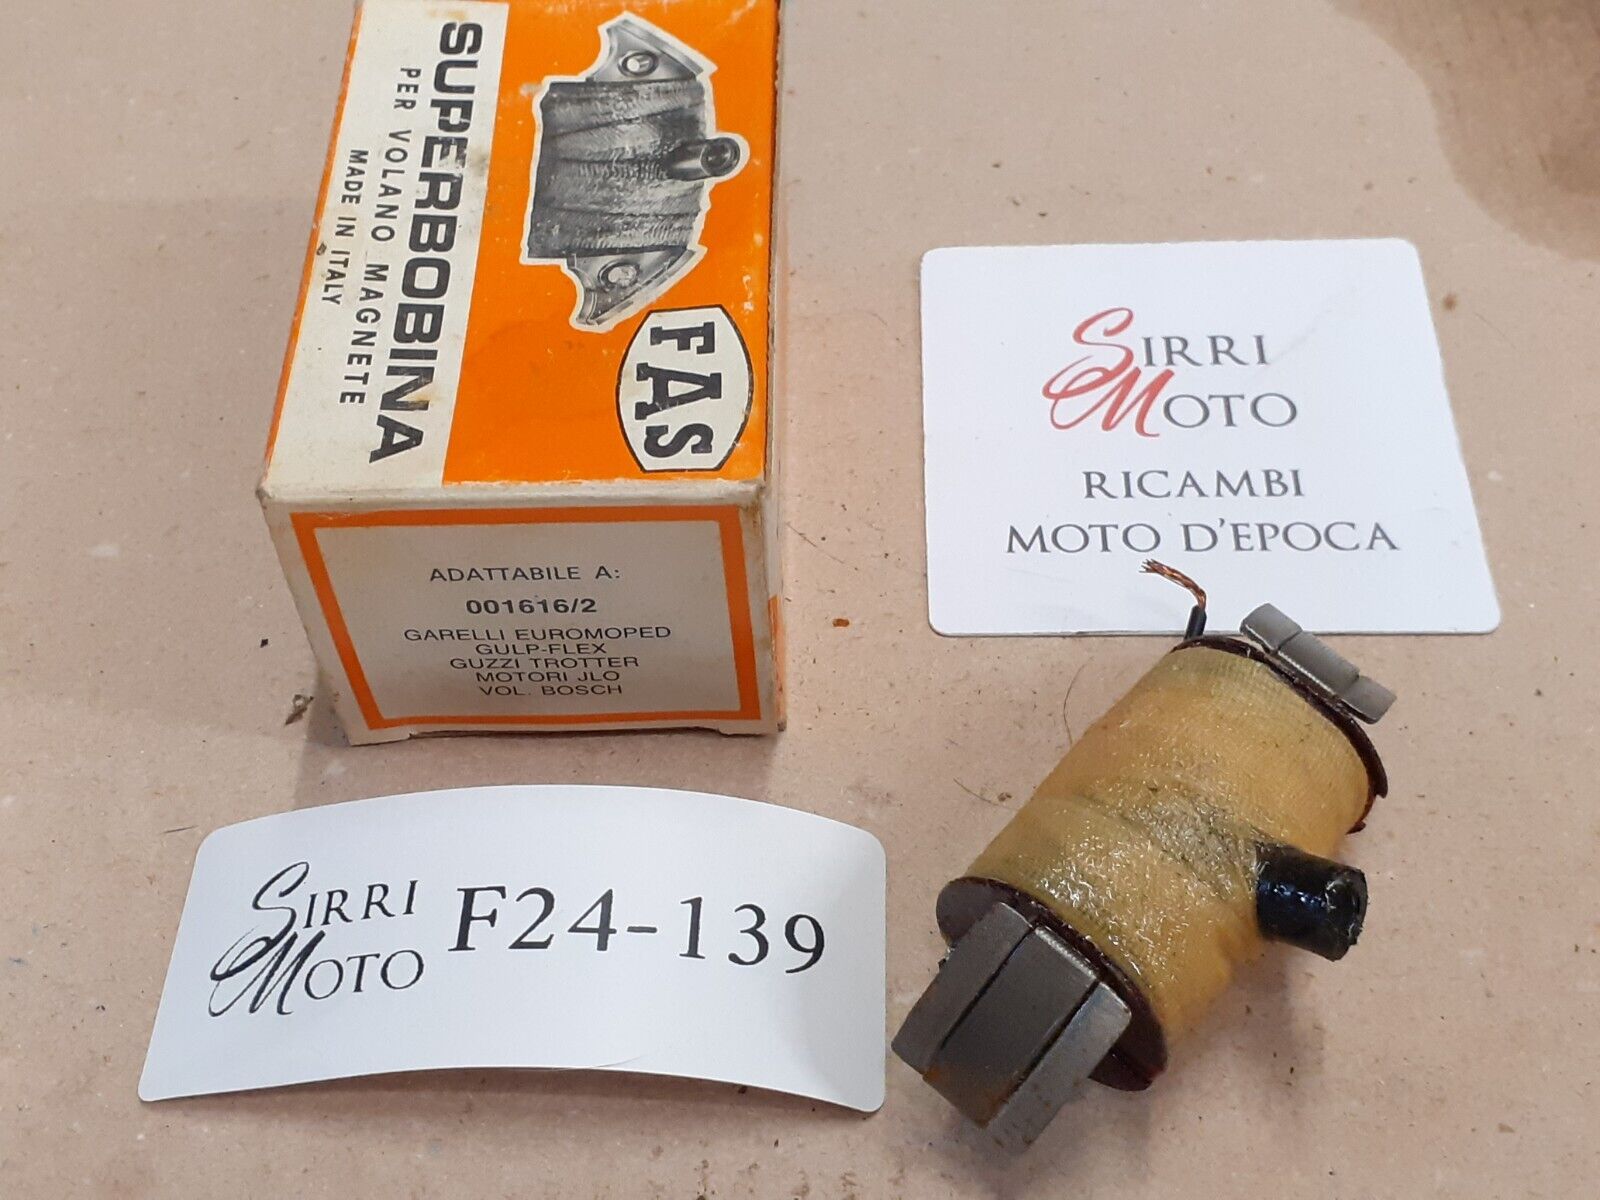 SUPERBOBINA
PER VOLANO MAGNETE
MADE IN ITALY
FAS
ADATTABILE A:
001616/2
GARELLI EUROMOPED
GULP-FLEX
GUZZI TROTTER
MOTORI JLO
VOL. BOSCH
SIRRI
MOTO
RICAMBI
MOTO D'EPOCA
SIRRI
MOTO
F24-139